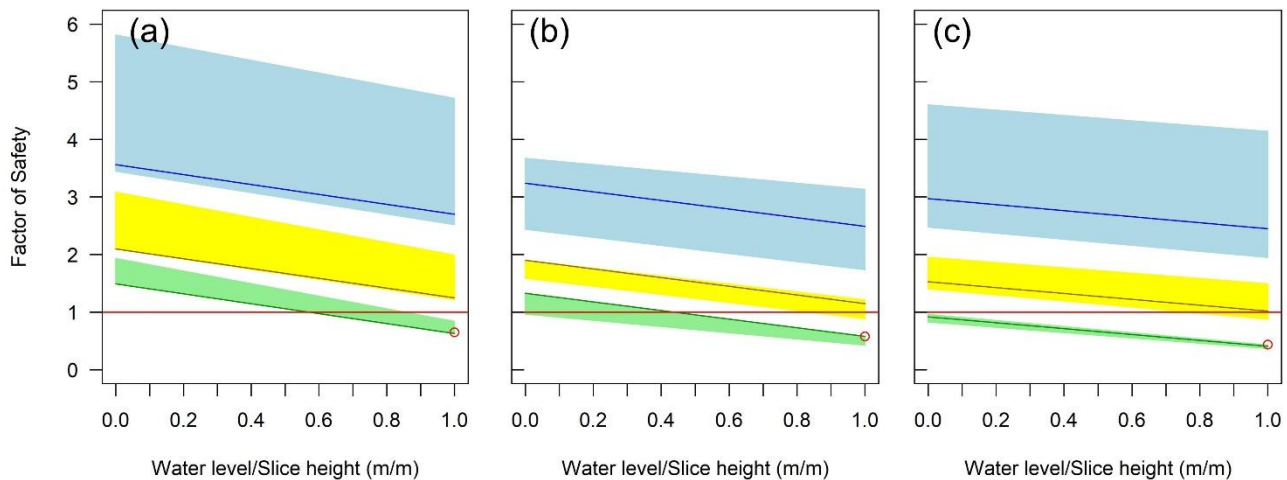 (a)
(b)
(c)
Factor of Safety
6
5
4
3
2
1
0
0.0 0.2 0.4 0.6 0.8 1.0
0.0 0.2 0.4 0.6 0.8 1.0
0.0 0.2 0.4 0.6 0.8 1.0
Water level/Slice height (m/m)
Water level/Slice height (m/m)
Water level/Slice height (m/m)